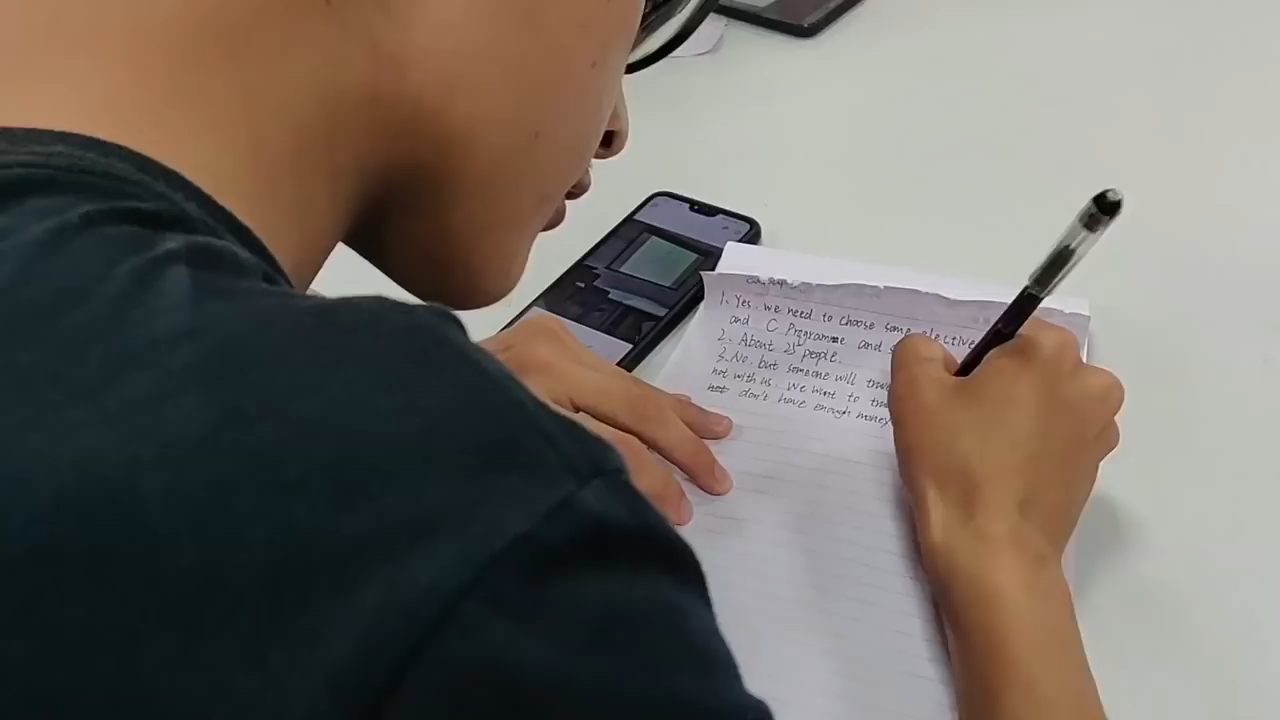 1. Yes, we need to choose some elective
and C Programme and
2. About 25 people.
3. No, but someone will
not with us. We want to
not don't have enough money